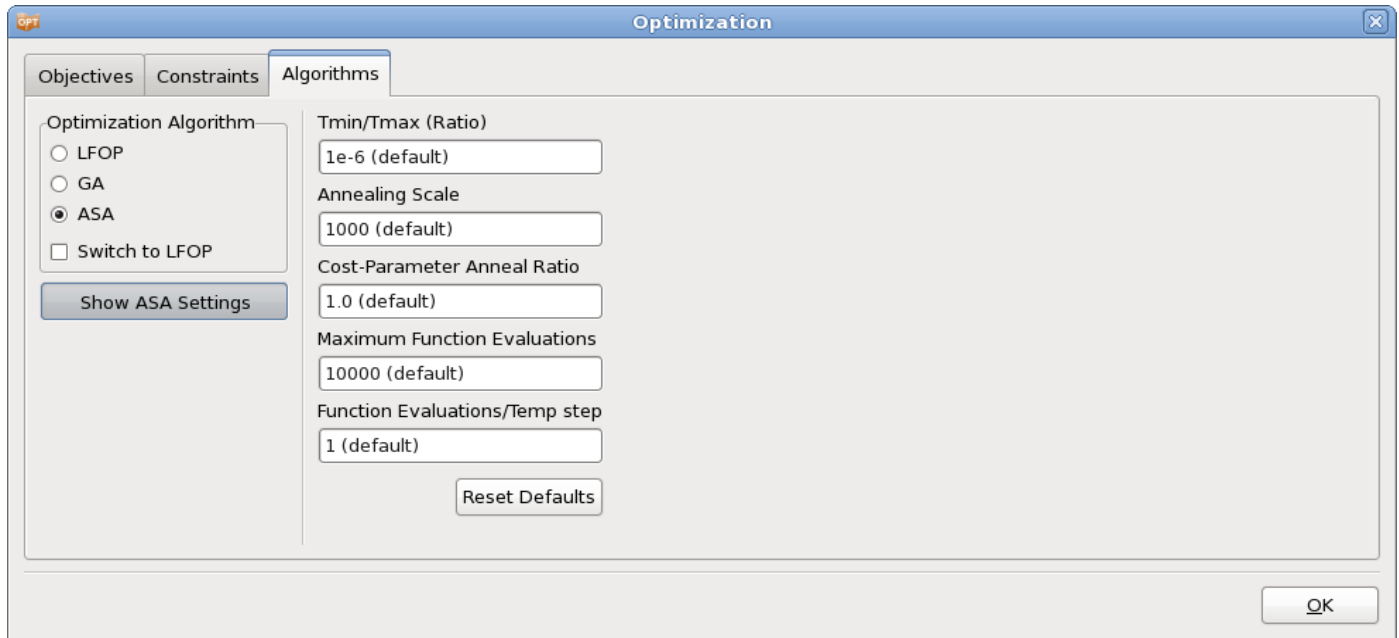 OPT Optimization
Objectives Constraints Algorithms
Optimization Algorithm
LFOP
GA
ASA
Switch to LFOP
Show ASA Settings
Tmin/Tmax (Ratio)
1e-6 (default)
Annealing Scale
1000 (default)
Cost-Parameter Anneal Ratio
1.0 (default)
Maximum Function Evaluations
10000 (default)
Function Evaluations/Temp step
1 (default)
Reset Defaults
OK